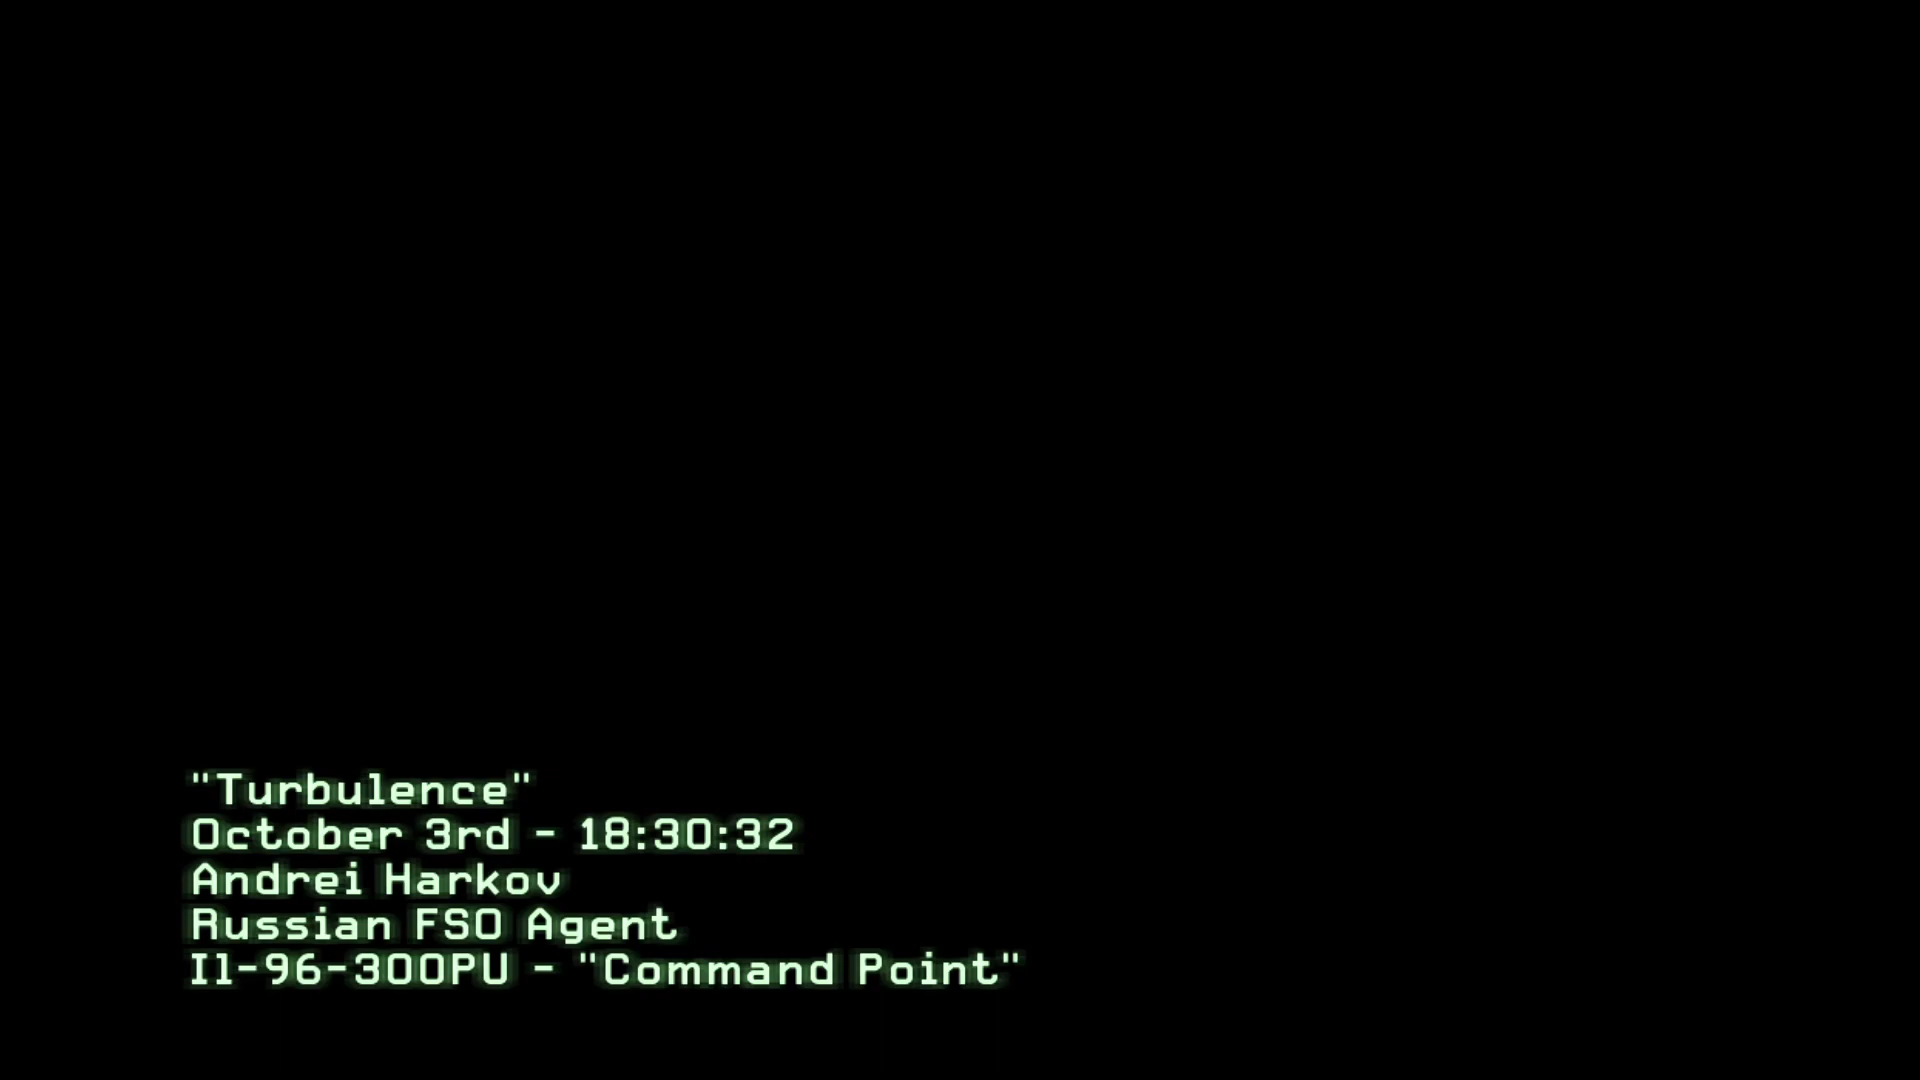 "Turbulence"
October 3rd - 18:30:32
Andrei Harkov
Russian FSO Agent
Il-96-300PU - "Command Point"